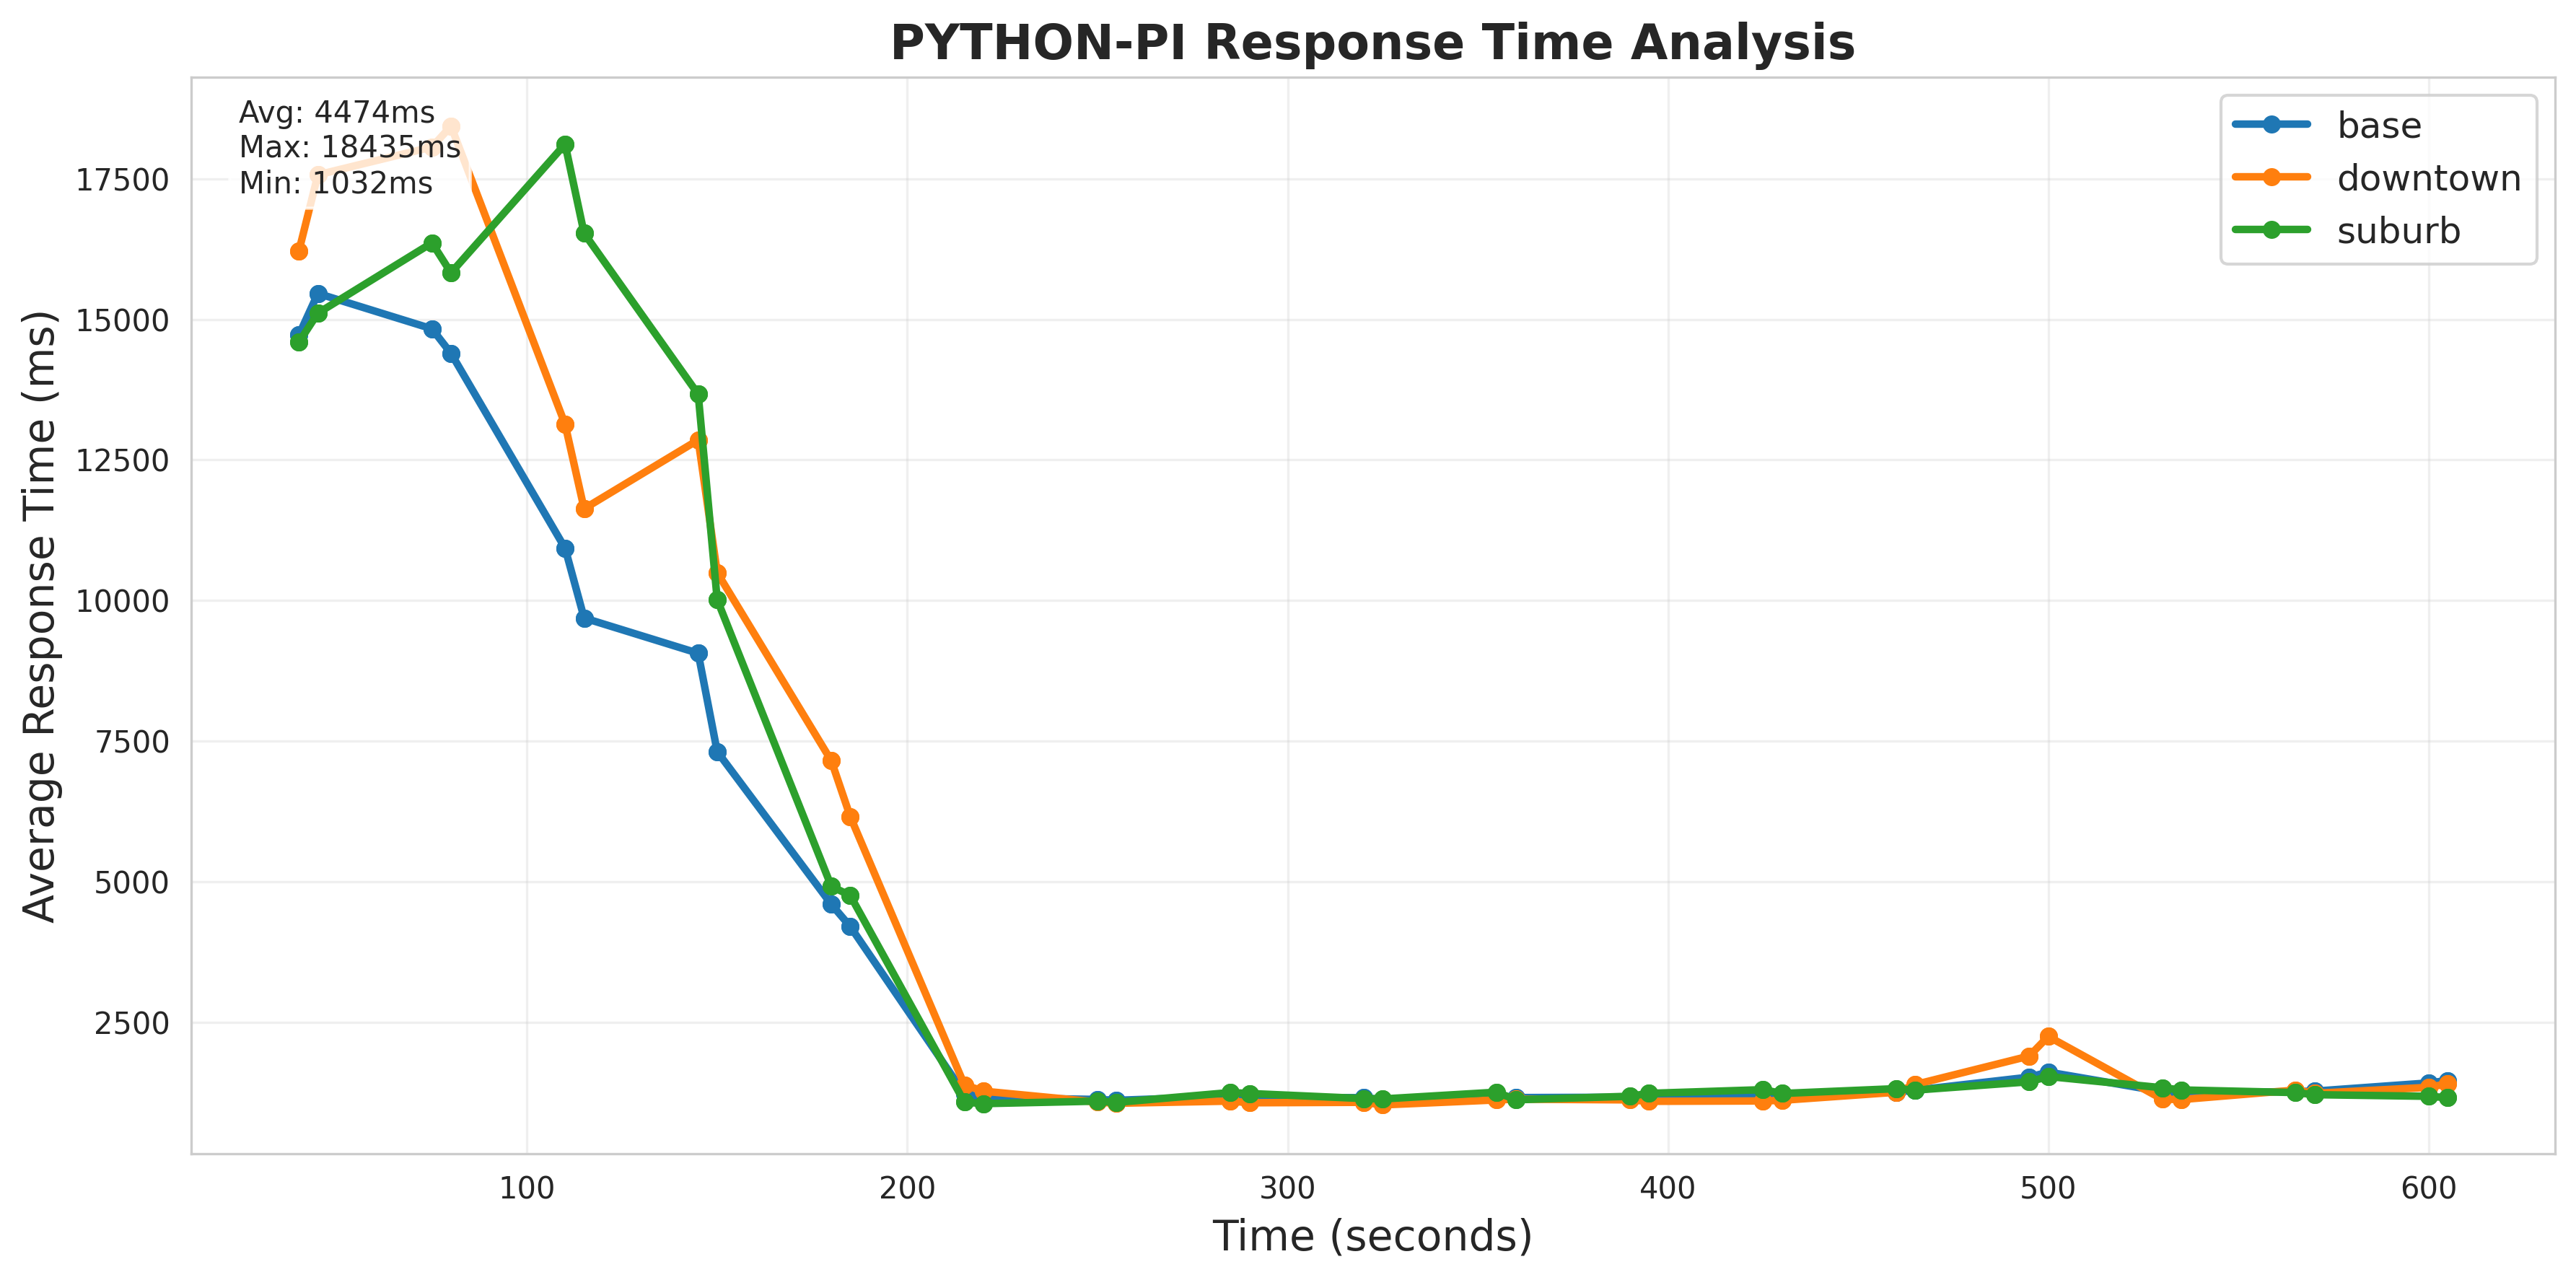 PYTHON-PI Response Time Analysis
Avg: 4474ms
Max: 18435ms
Min: 1032ms
base
downtown
suburb
Average Response Time (ms)
17500
15000
12500
10000
7500
5000
2500
100 200 300 400 500 600
Time (seconds)